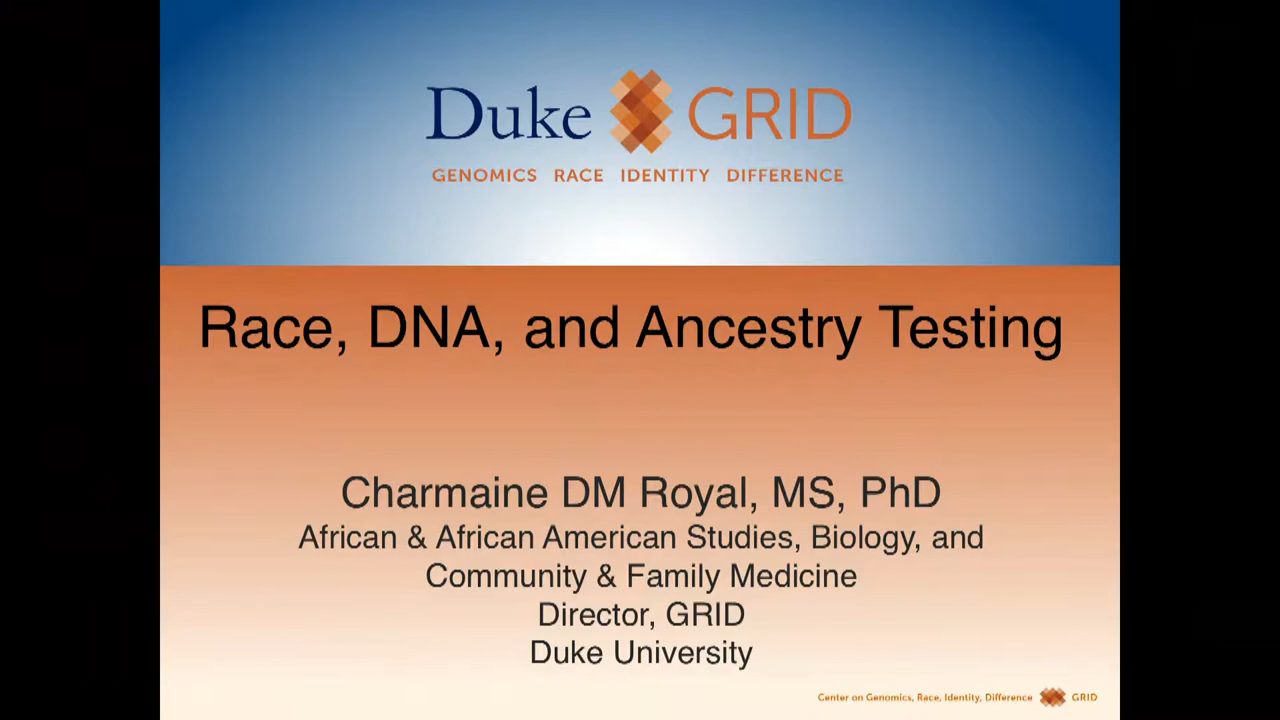 Duke GRID
GENOMICS RACE IDENTITY DIFFERENCE
Race, DNA, and Ancestry Testing
Charmaine DM Royal, MS, PhD
African & African American Studies, Biology, and
Community & Family Medicine
Director, GRID
Duke University
Center on Genomics, Race, Identity, Difference GRID